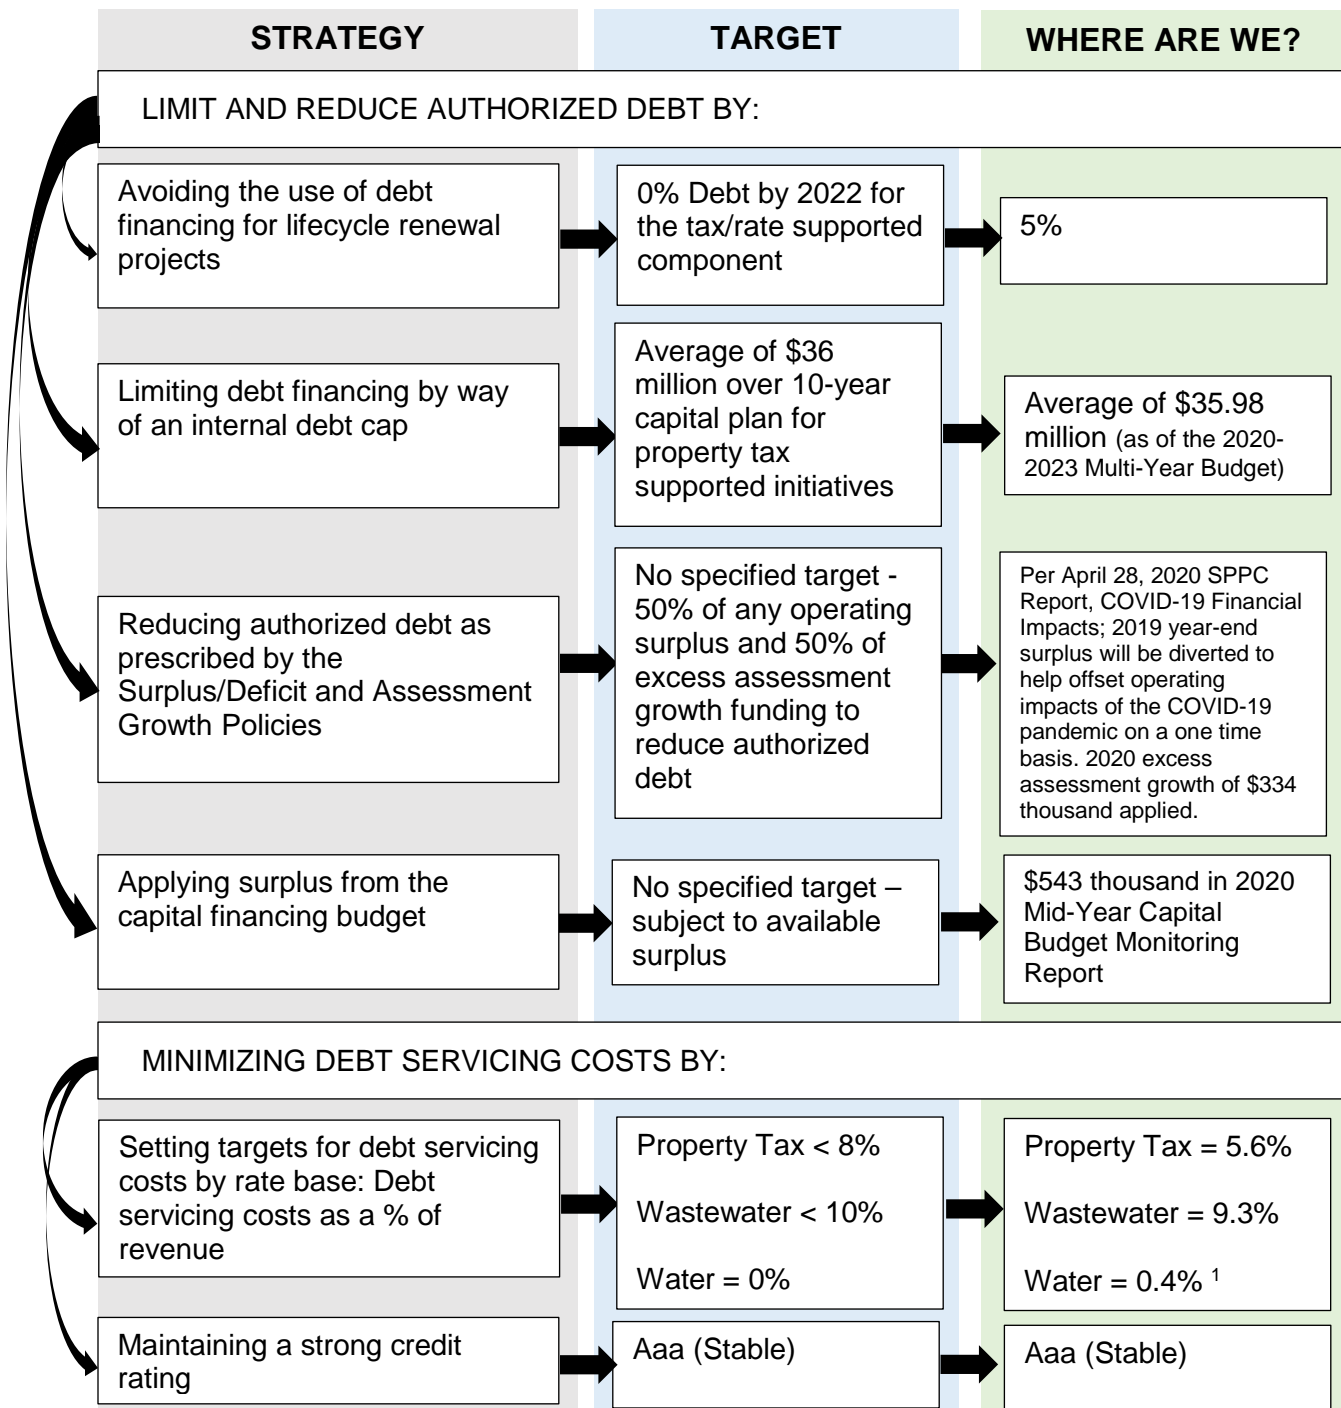 STRATEGY
TARGET
WHERE ARE WE?
LIMIT AND REDUCE AUTHORIZED DEBT BY:
Avoiding the use of debt
financing for lifecycle renewal
projects
0% Debt by 2022 for
the tax/rate supported
component
5%
Limiting debt financing by way
of an internal debt cap
Average of $36
million over 10-year
capital plan for
property tax
supported initiatives
Average of $35.98
million (as of the 2020-
2023 Multi-Year Budget)
Reducing authorized debt as
prescribed by the
Surplus/Deficit and Assessment
Growth Policies
No specified target -
50% of any operating
surplus and 50% of
excess assessment
growth funding to
reduce authorized
debt
Per April 28, 2020 SPPC
Report, COVID-19 Financial
Impacts; 2019 year-end
surplus will be diverted to
help offset operating
impacts of the COVID-19
pandemic on a one time
basis. 2020 excess
assessment growth of $334
thousand applied.
Applying surplus from the
capital financing budget
No specified target –
subject to available
surplus
$543 thousand in 2020
Mid-Year Capital
Budget Monitoring
Report
MINIMIZING DEBT SERVICING COSTS BY:
Setting targets for debt servicing
costs by rate base: Debt
servicing costs as a % of
revenue
Property Tax < 8%
Wastewater < 10%
Water = 0%
Property Tax = 5.6%
Wastewater = 9.3%
Water = 0.4% 1
Maintaining a strong credit
rating
Aaa (Stable)
Aaa (Stable)